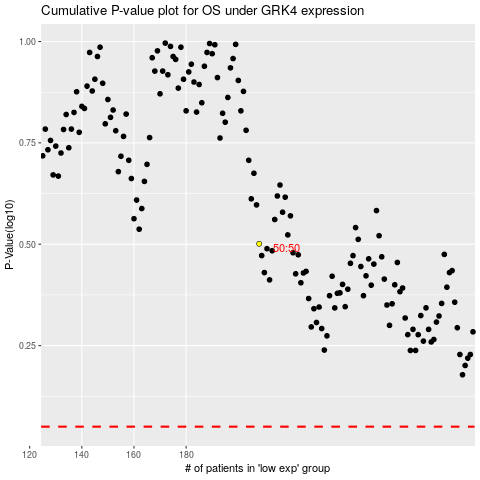 Cumulative P-value plot for OS under GRK4 expression
P-Value(log10)
1.00
0.75
0.50
0.25
50:50
120 140 160 180
# of patients in 'low exp' group